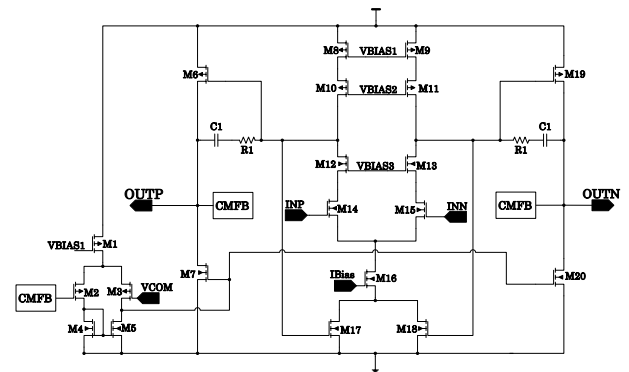 M8 VBIAS1 M9
M6 M19
M10 VBIAS2 M11
C1 R1 R1 C1
M12 VBIAS3 M13
OUTP CMFB INP M14 M15 INN CMFB OUTN
VBIAS1 M1
M7 IBias M16 M20
CMFB M2 M3 VCOM
M4 M5 M17 M18